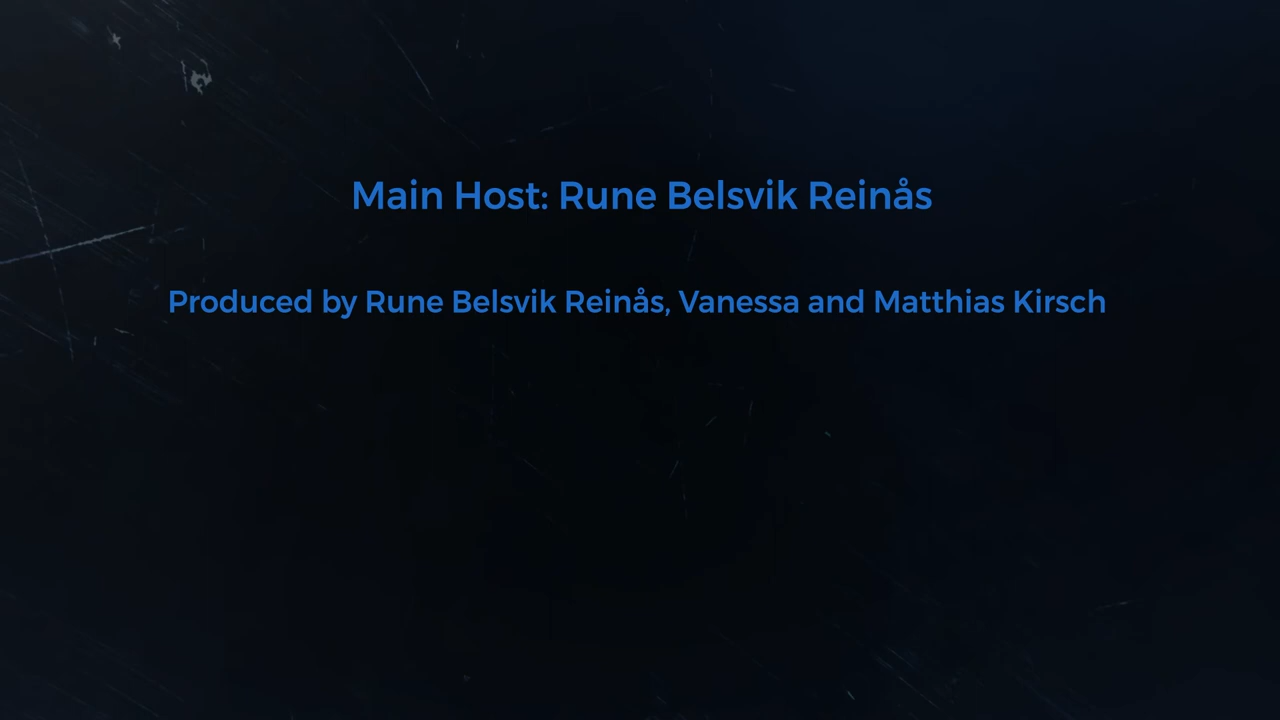 Main Host: Rune Belsvik Reinås
Produced by Rune Belsvik Reinås, Vanessa and Matthias Kirsch